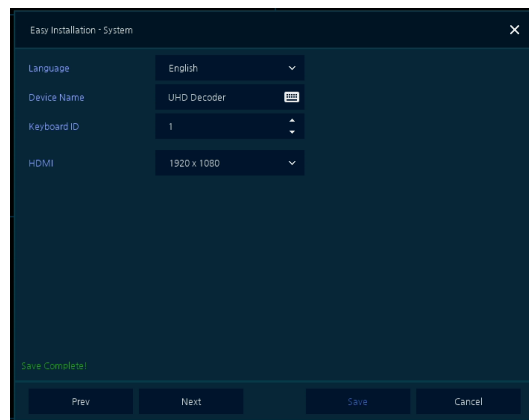 Easy Installation - System
Language English
Device Name UHD Decoder
Keyboard ID 1
HDMI 1920 x 1080
Save Complete!
Prev Next Save Cancel